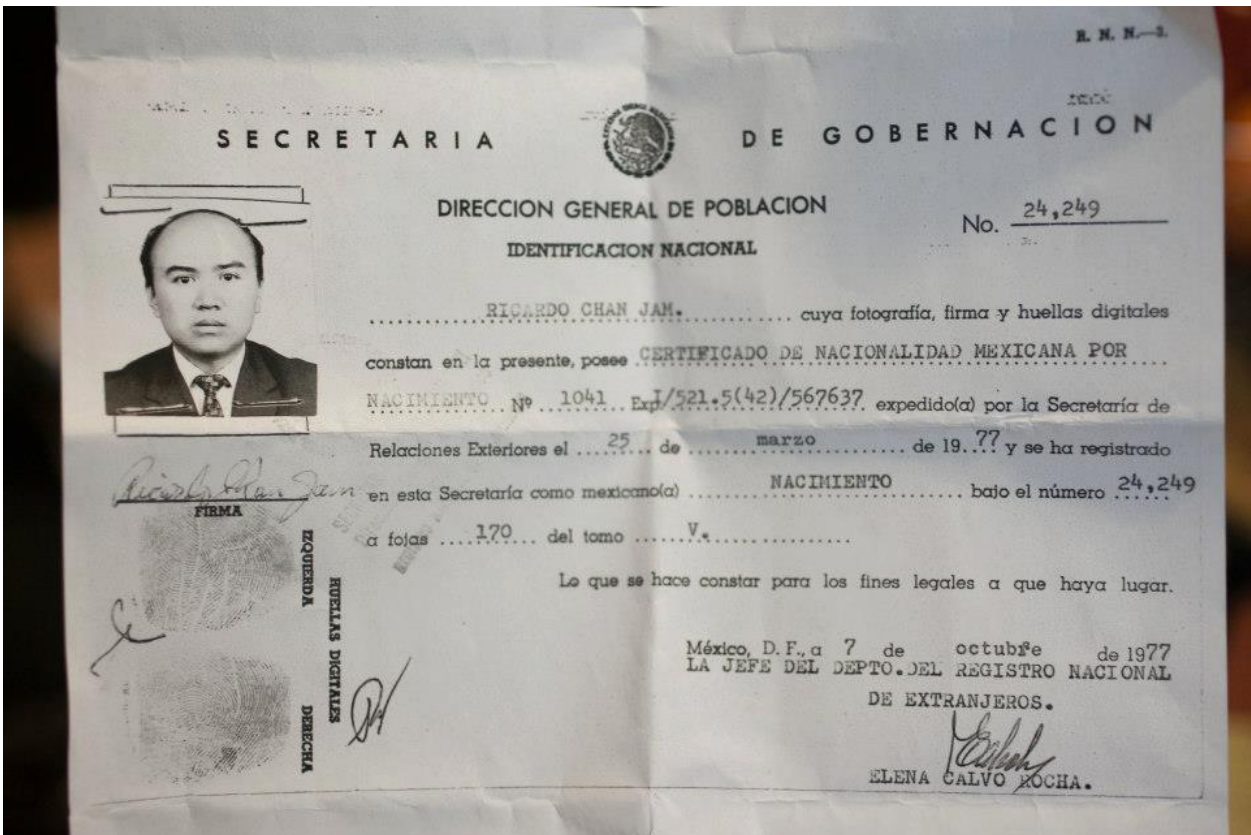 R. N. N.—3.
SECRETARIA DE GOBERNACION
DIRECCION GENERAL DE POBLACION
No. 24,249
IDENTIFICACION NACIONAL
RICARDO CHAN JAM. cuya fotografía, firma y huellas digitales
constan en la presente, posee CERTIFICADO DE NACIONALIDAD MEXICANA POR
NACIMIENTO Nº 1041 Exp. I/521.5(42)/567637 expedido(a) por la Secretaría de
Relaciones Exteriores el 25 de marzo de 19 77 y se ha registrado
en esta Secretaría como mexicano(a) NACIMIENTO bajo el número 24,249
a fojas 170 del tomo V.
Lo que se hace constar para los fines legales a que haya lugar.
México, D. F., a 7 de octubre de 1977
LA JEFE DEL DEPTO.DEL REGISTRO NACIONAL
DE EXTRANJEROS.
ELENA CALVO ROCHA.
Ricardo Chan Jam
FIRMA
IZQUIERDA
HUELLAS DIGITALES
DERECHA